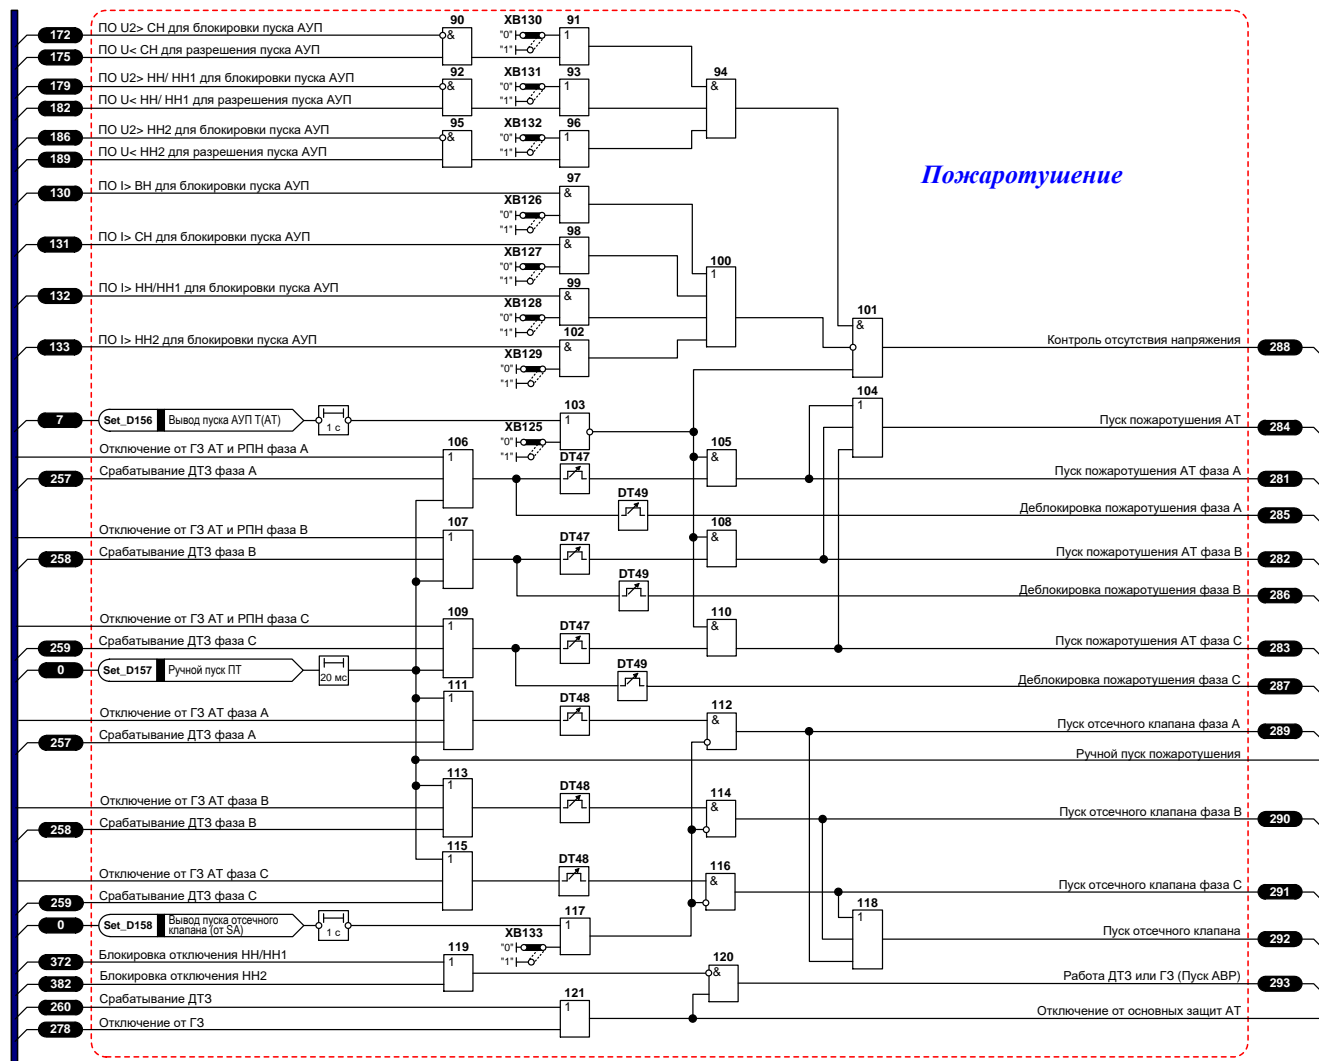 90 XB130 91
172 ПО U2> СН для блокировки пуска АУП & "0" 1
175 ПО U< СН для разрешения пуска АУП "1"
92 XB131 93 94
179 ПО U2> НН/ НН1 для блокировки пуска АУП & "0" 1 &
182 ПО U< НН/ НН1 для разрешения пуска АУП "1"
95 XB132 96
186 ПО U2> НН2 для блокировки пуска АУП & "0" 1
189 ПО U< НН2 для разрешения пуска АУП "1"
Пожаротушение
97
130 ПО I> ВН для блокировки пуска АУП &
XB126 "0" "1"
98
131 ПО I> СН для блокировки пуска АУП &
XB127 "0" "1"
100 1
99
132 ПО I> НН/НН1 для блокировки пуска АУП &
XB128 "0" "1"
101 &
102
133 ПО I> НН2 для блокировки пуска АУП &
Контроль отсутствия напряжения 288
XB129 "0" "1"
104 1
7 Set_D156 Вывод пуска АУП Т(АТ) 1 с 103 1
Пуск пожаротушения АТ 284
XB125 "0" "1"
Отключение от ГЗ АТ и РПН фаза А 106 1 DT47 105 &
257 Срабатывание ДТЗ фаза А
Пуск пожаротушения АТ фаза А 281
DT49
Деблокировка пожаротушения фаза А 285
Отключение от ГЗ АТ и РПН фаза В 107 1 DT47 108 &
258 Срабатывание ДТЗ фаза В
Пуск пожаротушения АТ фаза В 282
DT49
Деблокировка пожаротушения фаза В 286
Отключение от ГЗ АТ и РПН фаза С 109 1 DT47 110 &
259 Срабатывание ДТЗ фаза С
Пуск пожаротушения АТ фаза С 283
0 Set_D157 Ручной пуск ПТ 20 мс
DT49
Деблокировка пожаротушения фаза С 287
111 1 DT48 112 &
Отключение от ГЗ АТ фаза А
Пуск отсечного клапана фаза А 289
257 Срабатывание ДТЗ фаза А
Ручной пуск пожаротушения
113 1 DT48 114 &
Отключение от ГЗ АТ фаза В
Пуск отсечного клапана фаза В 290
258 Срабатывание ДТЗ фаза В
115 1 DT48 116 &
Отключение от ГЗ АТ фаза С
Пуск отсечного клапана фаза С 291
259 Срабатывание ДТЗ фаза С
0 Set_D158 Вывод пуска отсечного
клапана (от SA) 1 с 117 1 118 1
XB133 "0" "1"
Пуск отсечного клапана 292
372 Блокировка отключения НН/НН1 119 1 120 &
382 Блокировка отключения НН2
Работа ДТЗ или ГЗ (Пуск АВР) 293
260 Срабатывание ДТЗ 121 1
Отключение от основных защит АТ
278 Отключение от ГЗ